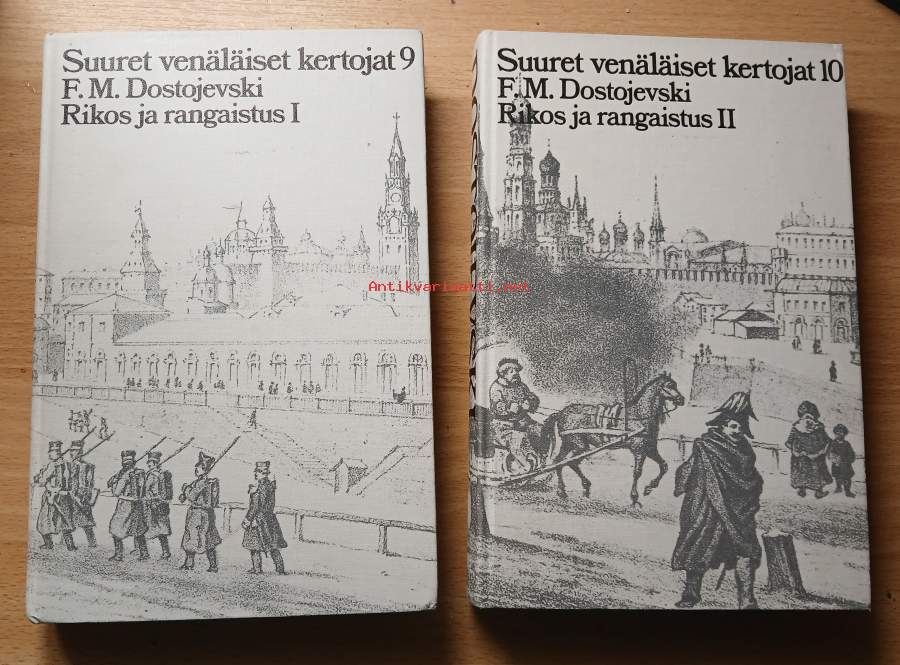 Suuret venäläiset kertojat 9
F. M. Dostojevski
Rikos ja rangaistus I
Suuret venäläiset kertojat 10
F. M. Dostojevski
Rikos ja rangaistus II
Antikvariaatti.net